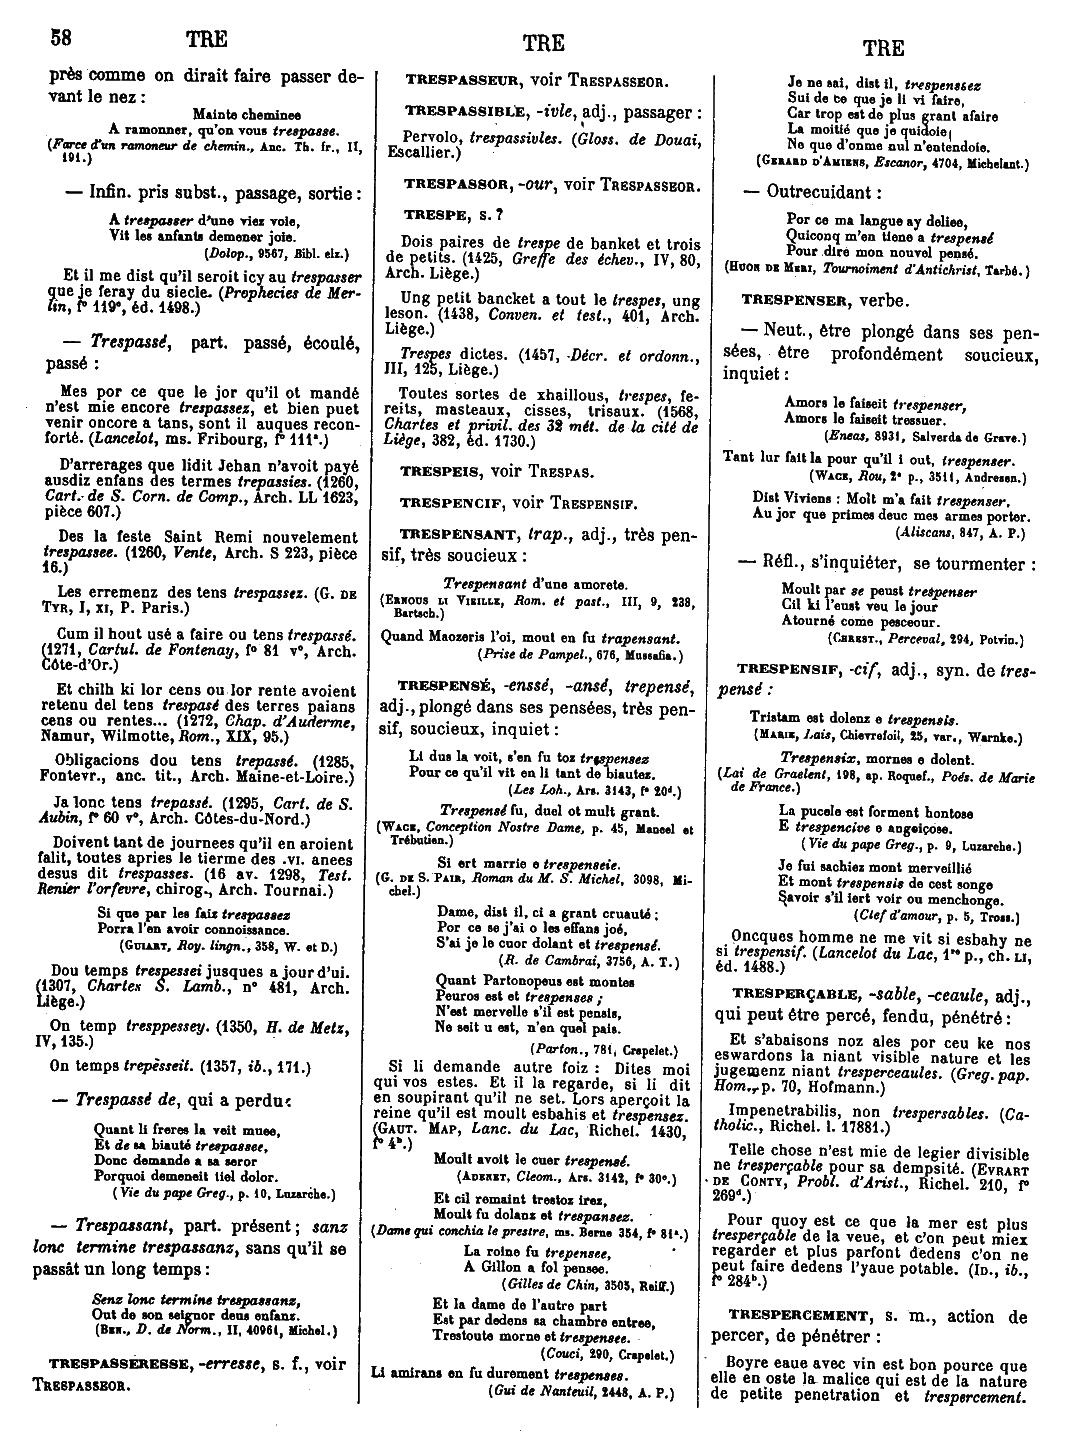 58 TRE TRE TRE
près comme on dirait faire passer de-
vant le nez :
Mainte cheminee
A ramonner, qu'on vous trespasse.
(Farce d'un ramoneur de chemin., Anc. Th. fr., II,
191.)
— Infin. pris subst., passage, sortie :
A trespasser d'une viez voie,
Vit les anfants demener joie.
(Dolop., 9567, Bibl. elz.)
Et il me dist qu'il seroit icy au trespasser
que je feray du siecle. (Prophecies de Mer-
lin, f° 119ᵉ, éd. 1498.)
— Trespassé, part. passé, écoulé,
passé :
Mes por ce que le jor qu'il ot mandé
n'est mie encore trespassez, et bien puet
venir oncore a tans, sont il auques recon-
forté. (Lancelot, ms. Fribourg, f° 111ª.)
D'arrerages que lidit Jehan n'avoit payé
ausdiz enfans des termes trepassies. (1260,
Cart. de S. Corn. de Comp., Arch. LL 1623,
pièce 607.)
Des la feste Saint Remi nouvelement
trespassee. (1260, Vente, Arch. S 223, pièce
16.)
Les erremenz des tens trespassez. (G. DE
TYR, I, XI, P. Paris.)
Cum il hout usé a faire ou tens trespassé.
(1271, Cartul. de Fontenay, f° 81 v°, Arch.
Côte-d'Or.)
Et chilh ki lor cens ou lor rente avoient
retenu del tens trespasé des terres paians
cens ou rentes... (1272, Chap. d'Auderme,
Namur, Wilmotte, Rom., XIX, 95.)
Obligacions dou tens trepassé. (1285,
Fontevr., anc. tit., Arch. Maine-et-Loire.)
Ja lonc tens trepassé. (1295, Cart. de S.
Aubin, f° 60 v°, Arch. Côtes-du-Nord.)
Doivent tant de journees qu'il en aroient
falit, toutes apries le tierme des .VI. anees
desus dit trespasses. (16 av. 1298, Test.
Renier l'orfevre, chirog., Arch. Tournai.)
Si que par les fais trespassez
Porra l'en avoir connoissance.
(GUIART, Roy. lingn., 358, W. et D.)
Dou temps trespessei jusques a jour d'ui.
(1307, Chartes S. Lamb., n° 481, Arch.
Liège.)
On temp tresppessey. (1350, H. de Metz,
IV, 135.)
On temps trepèsseit. (1357, ib., 171.)
— Trespassé de, qui a perdu :
Quant li freres la veit muee,
Et de sa biauté trespassee,
Donc demande a sa seror
Porquoi demeneit tiel dolor.
(Vie du pape Greg., p. 10, Luzarche.)
— Trespassant, part. présent ; sanz
lonc termine trespassanz, sans qu'il se
passât un long temps :
Senz lonc termine trespassanz,
Out de son seignor deus enfanz.
(BEN., D. de Norm., II, 40961, Michel.)
TRESPASSERESSE, -erresse, s. f., voir
TRESPASSEOR.
TRESPASSEUR, voir TRESPASSEOR.
TRESPASSIBLE, -ivle, adj., passager :
Pervolo, trespassivles. (Gloss. de Douai,
Escallier.)
TRESPASSOR, -our, voir TRESPASSEOR.
TRESPE, s. ?
Dois paires de trespe de banket et trois
de petits. (1425, Greffe des échev., IV, 80,
Arch. Liège.)
Ung petit bancket a tout le trespes, ung
leson. (1438, Conven. et test., 401, Arch.
Liège.)
Trespes dictes. (1457, Décr. et ordonn.,
III, 125, Liège.)
Toutes sortes de xhaillous, trespes, fe-
reits, masteaux, cisses, trisaux. (1568,
Chartes et privil. des 32 mét. de la cité de
Liège, 382, éd. 1730.)
TRESPEIS, voir TRESPAS.
TRESPENCIF, voir TRESPENSIF.
TRESPENSANT, trap., adj., très pen-
sif, très soucieux :
Trespensant d'une amorete.
(ERNOUS LI VIEILLE, Rom. et past., III, 9, 238,
Bartsch.)
Quand Maozeris l'oi, mout en fu trapensant.
(Prise de Pampel., 676, Mussafia.)
TRESPENSÉ, -enssé, -ansé, trepensé,
adj., plongé dans ses pensées, très pen-
sif, soucieux, inquiet :
Li dus la voit, s'en fu toz trespensez
Pour ce qu'il vit en li tant de biautez.
(Les Loh., Ars. 3143, f° 20ᵈ.)
Trespensé fu, duel ot mult grant.
(WACE, Conception Nostre Dame, p. 45, Mancel et
Trébutien.)
Si ert marrie e trespenseie.
(G. DE S. PAIR, Roman du M. S. Michel, 3098, Mi-
chel.)
Dame, dist il, ci a grant cruauté ;
Por ce se j'ai o les effans joé,
S'ai je le cuor dolant et trespensé.
(R. de Cambrai, 3756, A. T.)
Quant Partonopeus est montes
Peuros est et trespenses ;
N'est mervelle s'il est pensis,
Ne seit u est, n'en quel pais.
(Parton., 781, Crapelet.)
Si li demande autre foiz : Dites moi
qui vos estes. Et il la regarde, si li dit
en soupirant qu'il ne set. Lors aperçoit la
reine qu'il est moult esbahis et trespensez.
(GAUT. MAP, Lanc. du Lac, Richel. 1430,
f° 4ᵇ.)
Moult avoit le cuer trespensé.
(ADENET, Cleom., Ars. 3142, f° 30ᵉ.)
Et cil remaint trestoz irez,
Moult fu dolanz et trespansez.
(Dame qui conchia le prestre, ms. Berne 354, f° 81ª.)
La roine fu trepensee,
A Gillon a fol pensee.
(Gilles de Chin, 3503, Reiff.)
Et la dame de l'autre part
Est par dedens sa chambre entree,
Trestoute morne et trespensee.
(Couci, 290, Crapelet.)
Li amirans en fu durement trespenses.
(Gui de Nanteuil, 2448, A. P.)
Je ne sai, dist il, trespenssez
Sui de ce que je li vi faire,
Car trop est de plus grant afaire
La moitié que je quidoie,
Ne que d'onme nul n'entendoie.
(GERARD D'AMIENS, Escanor, 4704, Michelant.)
— Outrecuidant :
Por ce ma langue ay deliee,
Quiconq m'en tiene a trespensé
Pour dire mon nouvel pensé.
(HUON DE MERI, Tournoiment d'Antichrist, Tarbé.)
TRESPENSER, verbe.
— Neut., être plongé dans ses pen-
sées, être profondément soucieux,
inquiet :
Amors le faiseit trespenser,
Amors le faiseit tressuer.
(Eneas, 8931, Salverda de Grave.)
Tant lur fait la pour qu'il i out, trespenser.
(WACE, Rou, 2ᵉ p., 3511, Andresen.)
Dist Viviens : Molt m'a fait trespenser,
Au jor que primes deuc mes armes porter.
(Aliscans, 847, A. P.)
— Réfl., s'inquiéter, se tourmenter :
Moult par se peust trespenser
Cil ki l'eust veu le jour
Atourné come pesceour.
(CHREST., Perceval, 294, Potvin.)
TRESPENSIF, -cif, adj., syn. de tres-
pensé :
Tristam est dolenz e trespensis.
(MARIE, Lais, Chievrefoil, 25, var., Warnke.)
Trespensix, mornes e dolent.
(Lai de Graelent, 198, ap. Roquef., Poés. de Marie
de France.)
La pucele est forment hontose
E trespencive e angeiçose.
(Vie du pape Greg., p. 9, Luzarche.)
Je fui sachiez mont merveillié
Et mont trespensis de cest songe
Savoir s'il iert voir ou menchonge.
(Clef d'amour, p. 5, Tross.)
Oncques homme ne me vit si esbahy ne
si trespensif. (Lancelot du Lac, 1ʳᵉ p., ch. LI,
éd. 1488.)
TRESPERÇABLE, -sable, -ceaule, adj.,
qui peut être percé, fendu, pénétré :
Et s'abaisons noz ales por ceu ke nos
eswardons la niant visible nature et les
jugemenz niant tresperceaules. (Greg. pap.
Hom., p. 70, Hofmann.)
Impenetrabilis, non trespersables. (Ca-
tholic., Richel. l. 17881.)
Telle chose n'est mie de legier divisible
ne tresperçable pour sa dempsité. (EVRART
DE CONTY, Probl. d'Arist., Richel. 210, f°
269ᵈ.)
Pour quoy est ce que la mer est plus
tresperçable de la veue, et c'on peut miex
regarder et plus parfont dedens c'on ne
peut faire dedens l'yaue potable. (ID., ib.,
f° 284ᵇ.)
TRESPERCEMENT, s. m., action de
percer, de pénétrer :
Boyre eaue avec vin est bon pource que
elle en oste la malice qui est de la nature
de petite penetration et trespercement.